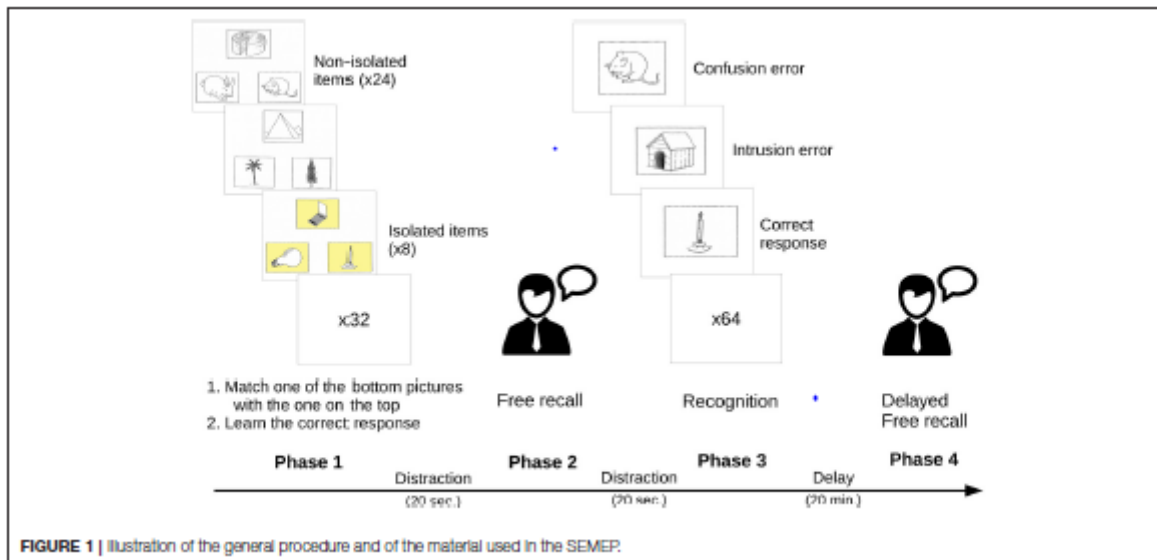 Non-isolated
items (x24)
Confusion error
Intrusion error
Isolated items
(x8)
Correct
response
x32
x64
1. Match one of the bottom pictures
with the one on the top
2. Learn the correct response
Free recall
Recognition
Delayed
Free recall
Phase 1
Phase 2
Phase 3
Phase 4
Distraction
(20 sec.)
Distraction
(20 sec.)
Delay
(20 min.)
FIGURE 1 | Illustration of the general procedure and of the material used in the SEMEP.